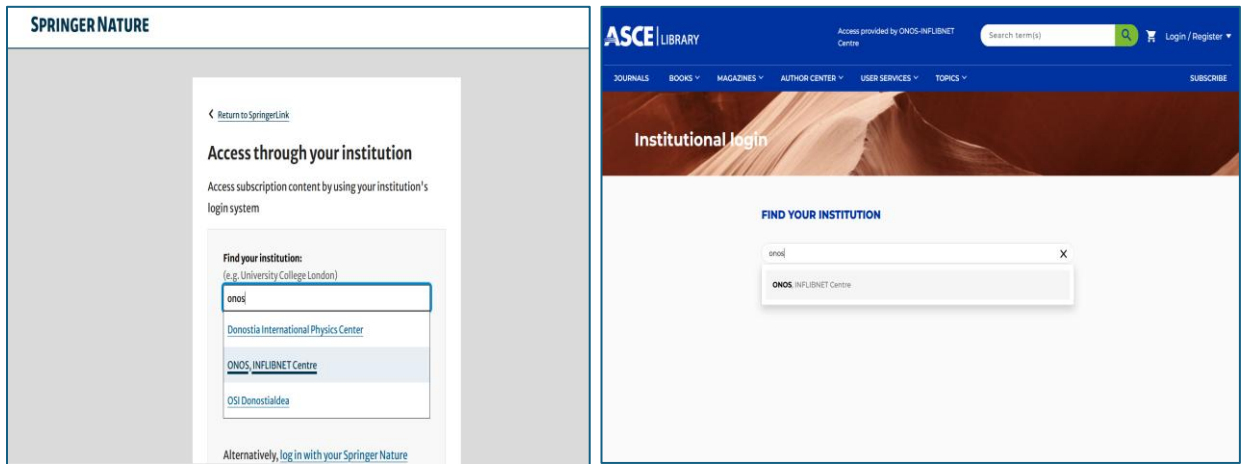 SPRINGER NATURE
Return to SpringerLink
Access through your institution
Access subscription content by using your institution's
login system
Find your institution:
(e.g. University College London)
onos
Donostia International Physics Center
ONOS, INFLIBNET Centre
OSI Donostialdea
Alternatively, log in with your Springer Nature
ASCE LIBRARY
Access provided by ONOS-INFLIBNET
Centre
Search term(s)
Login / Register
JOURNALS BOOKS MAGAZINES AUTHOR CENTER USER SERVICES TOPICS SUBSCRIBE
Institutional login
FIND YOUR INSTITUTION
onos X
ONOS, INFLIBNET Centre